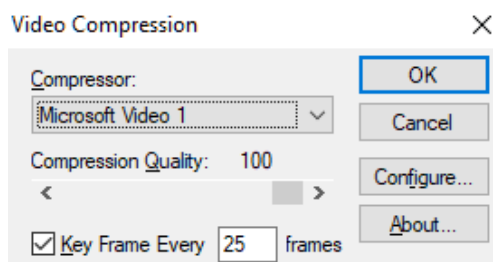 Video Compression
Compressor:
Microsoft Video 1
Compression Quality: 100
Key Frame Every 25 frames
OK
Cancel
Configure...
About...